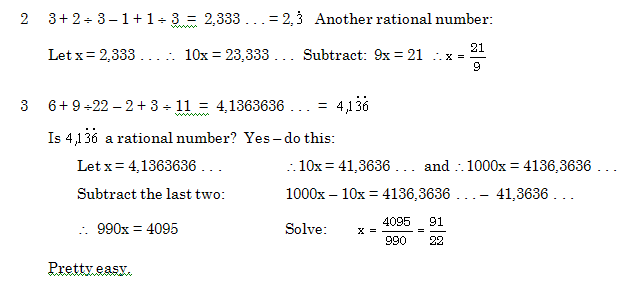 2 3 + 2 ÷ 3 – 1 + 1 ÷ 3 = 2,333 . . . = 2,3̇ Another rational number:
Let x = 2,333 . . . ∴ 10x = 23,333 . . . Subtract: 9x = 21 ∴ x = 21/9
3 6 + 9 ÷22 – 2 + 3 ÷ 11 = 4,1363636 . . . = 4,13̇6̇
Is 4,13̇6̇ a rational number? Yes – do this:
Let x = 4,1363636 . . . ∴10x = 41,3636 . . . and ∴1000x = 4136,3636 . . .
Subtract the last two: 1000x – 10x = 4136,3636 . . . – 41,3636 . . .
∴ 990x = 4095 Solve: x = 4095/990 = 91/22
Pretty easy.